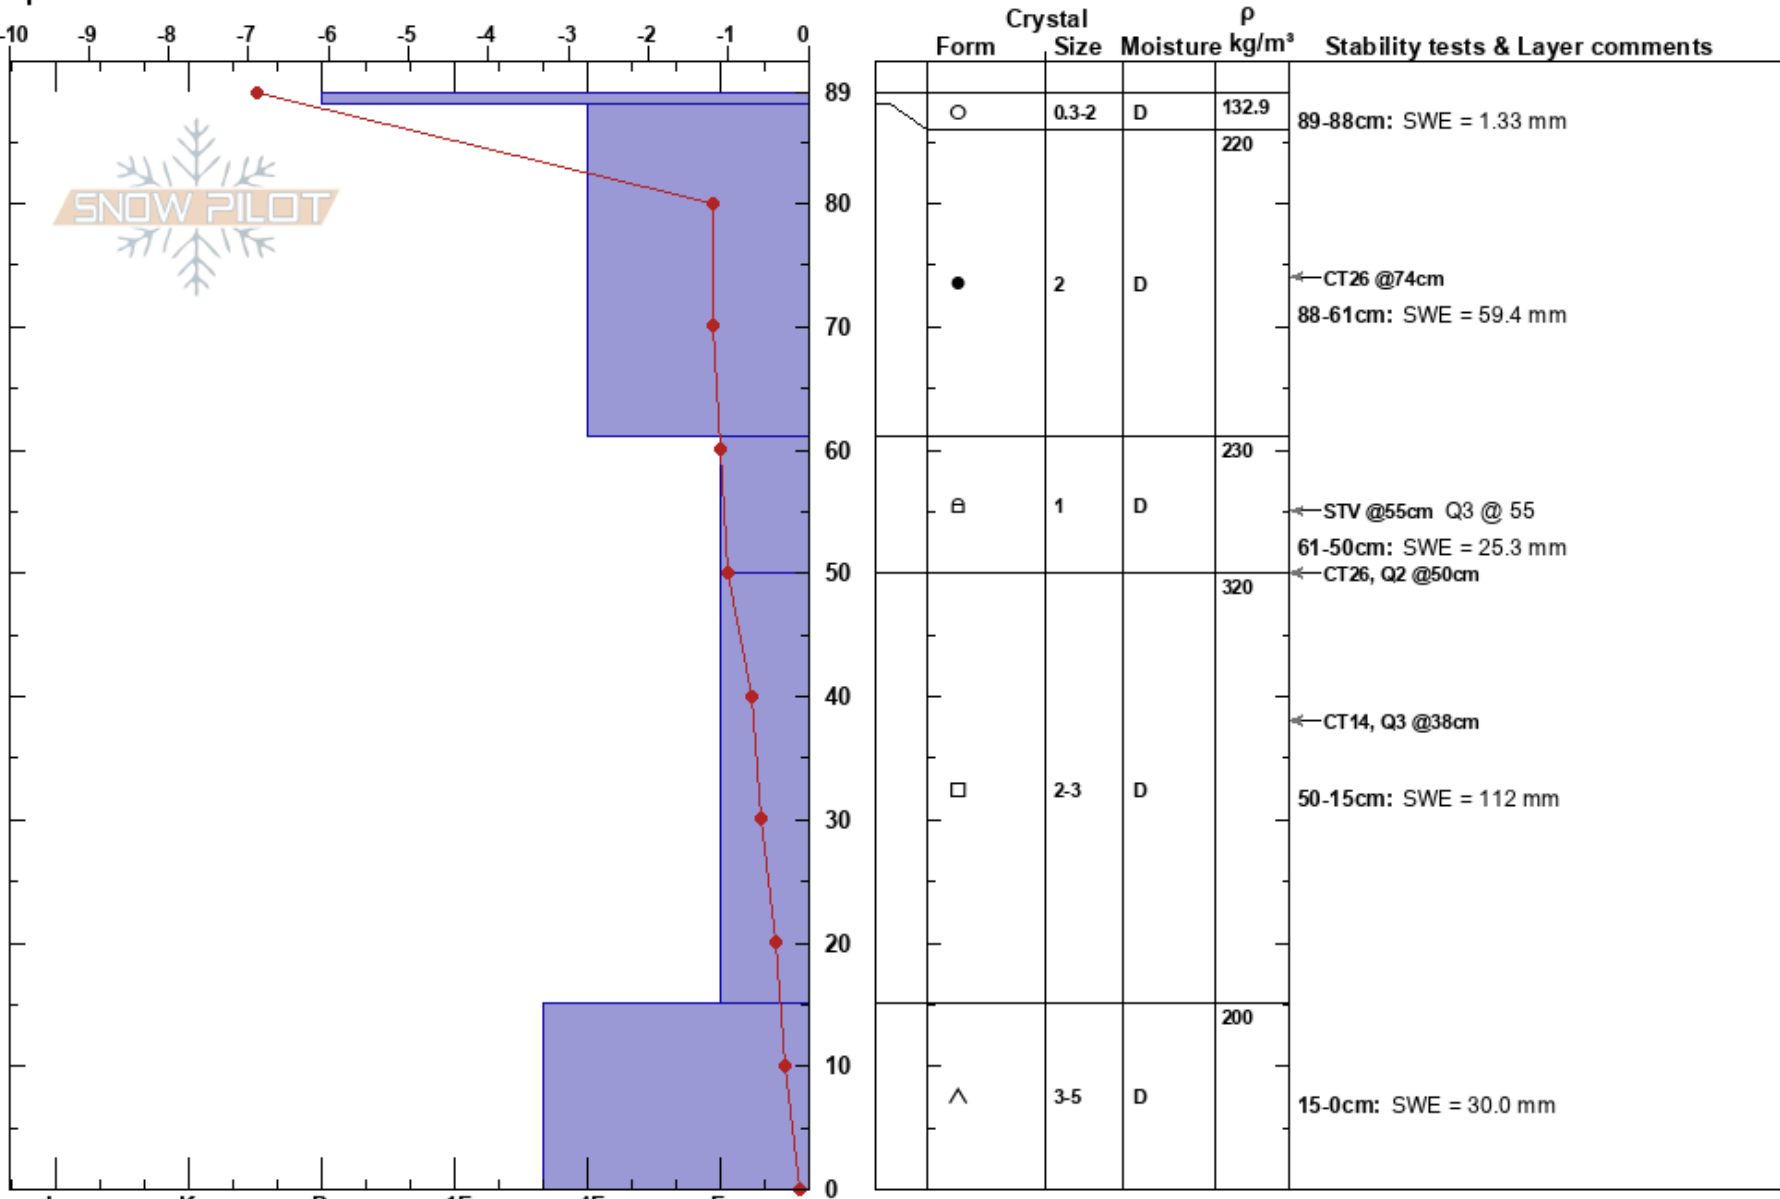 -10 -9 -8 -7 -6 -5 -4 -3 -2 -1 0
Crystal ρ
Form Size Moisture kg/m³ Stability tests & Layer comments
89
0.3-2 D 132.9
89-88cm: SWE = 1.33 mm
220
SNOW PILOT
80
2 D
CT26 @74cm
88-61cm: SWE = 59.4 mm
70
60
230
1 D
STV @55cm Q3 @ 55
61-50cm: SWE = 25.3 mm
50
CT26, Q2 @50cm
320
40
CT14, Q3 @38cm
2-3 D
50-15cm: SWE = 112 mm
30
20
200
10
3-5 D
15-0cm: SWE = 30.0 mm
0